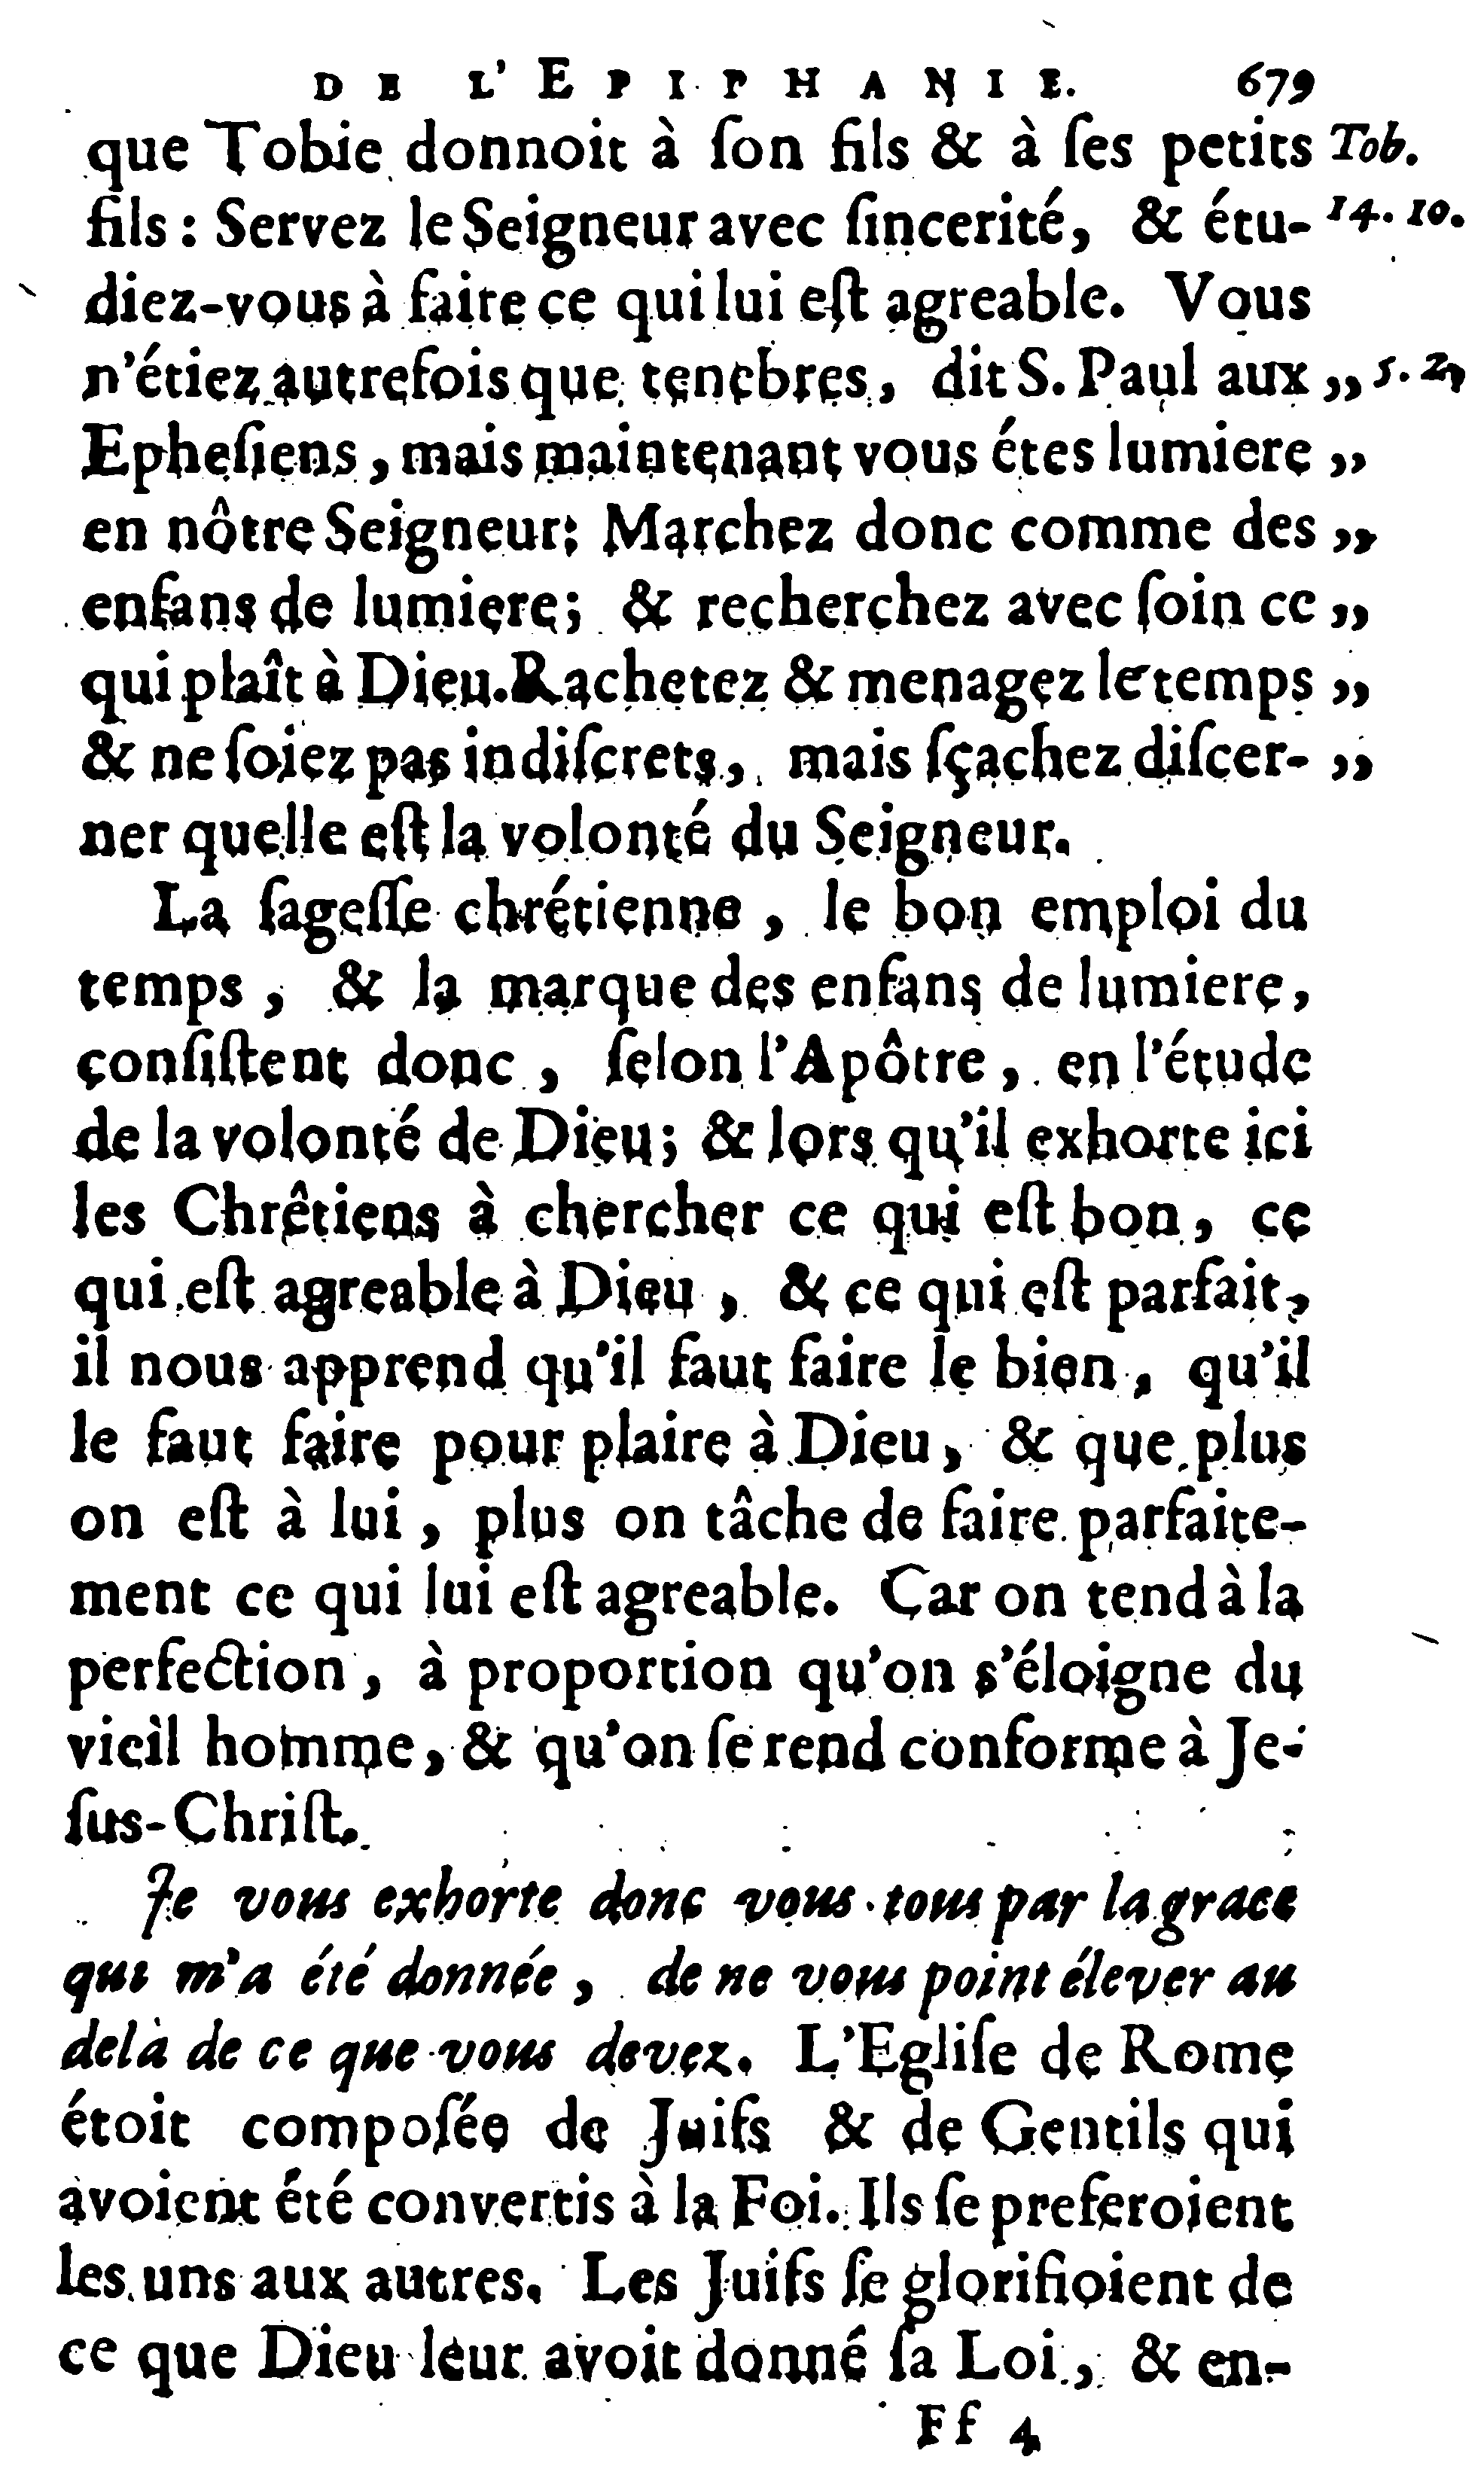 DE L'EPIPHANIE. 679
que Tobie donnoit à ſon fils & à ſes petits Tob.
fils : Servez le Seigneur avec ſincerité, & étu- 14. 10.
diez-vous à faire ce qui lui eſt agreable. Vous
n'étiez autrefois que tenebres, dit S. Paul aux ,, 5. 2,
Epheſiens, mais maintenant vous étes lumiere ,,
en nôtre Seigneur: Marchez donc comme des ,,
enfans de lumiere; & recherchez avec ſoin ce ,,
qui plaît à Dieu. Rachetez & menagez le temps ,,
& ne ſoiez pas indiſcrets, mais ſçachez diſcer- ,,
ner quelle eſt la volonté du Seigneur.
La ſageſſe chrétienne, le bon emploi du
temps, & la marque des enfans de lumiere,
conſiſtent donc, ſelon l'Apôtre, en l'étude
de la volonté de Dieu; & lors qu'il exhorte ici
les Chrêtiens à chercher ce qui eſt bon, ce
qui eſt agreable à Dieu, & ce qui eſt parfait,
il nous apprend qu'il faut faire le bien, qu'il
le faut faire pour plaire à Dieu, & que plus
on eſt à lui, plus on tâche de faire parfaite-
ment ce qui lui eſt agreable. Car on tend à la
perfection, à proportion qu'on s'éloigne du
vieil homme, & qu'on ſe rend conforme à Je-
ſus-Chriſt.
Je vous exhorte donc vous tous par la grace
qui m'a été donnée, de ne vous point élever au
delà de ce que vous devez. L'Egliſe de Rome
étoit compoſée de Juifs & de Gentils qui
avoient été convertis à la Foi. Ils ſe preferoient
les uns aux autres. Les Juifs ſe glorifioient de
ce que Dieu leur avoit donné ſa Loi, & en-
Ff 4